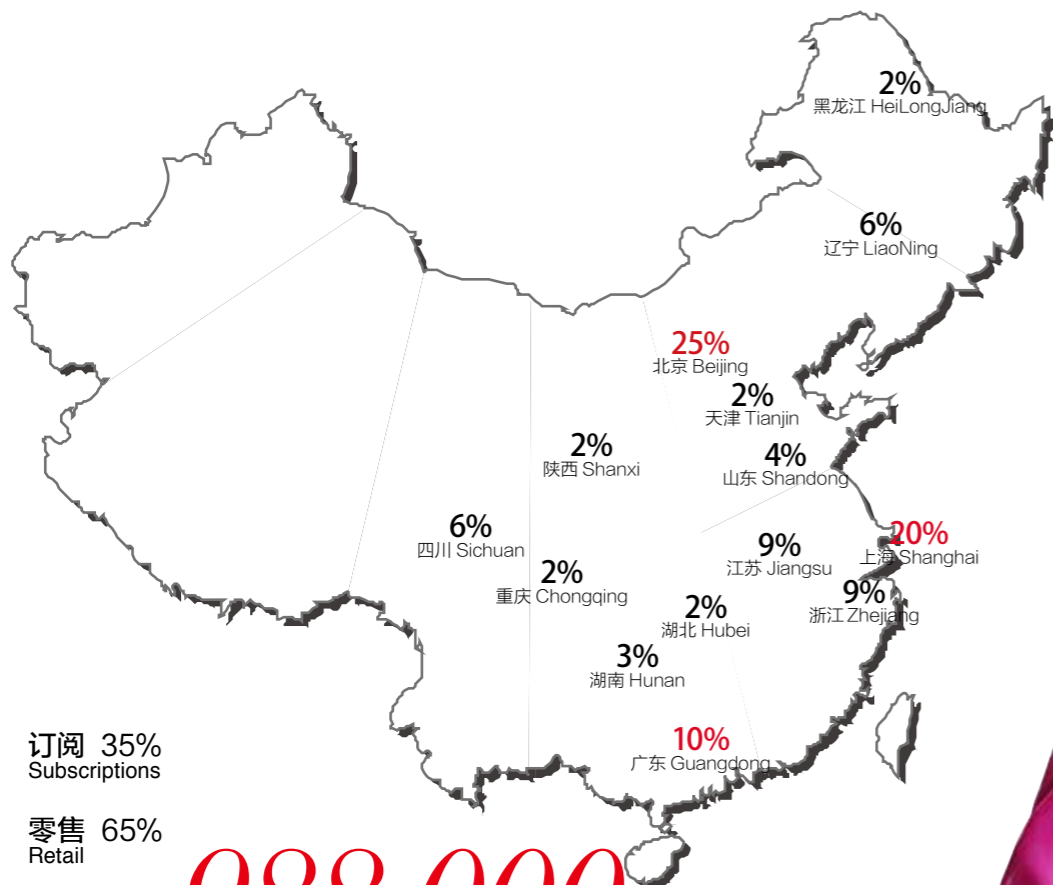 2%
黑龙江 HeiLongJiang
6%
辽宁 LiaoNing
25%
北京 Beijing
2%
天津 Tianjin
2%
陕西 Shanxi
4%
山东 Shandong
6%
四川 Sichuan
20%
上海 Shanghai
9%
江苏 Jiangsu
2%
重庆 Chongqing
9%
浙江 Zhejiang
2%
湖北 Hubei
3%
湖南 Hunan
10%
广东 Guangdong
订阅 35%
Subscriptions
零售 65%
Retail